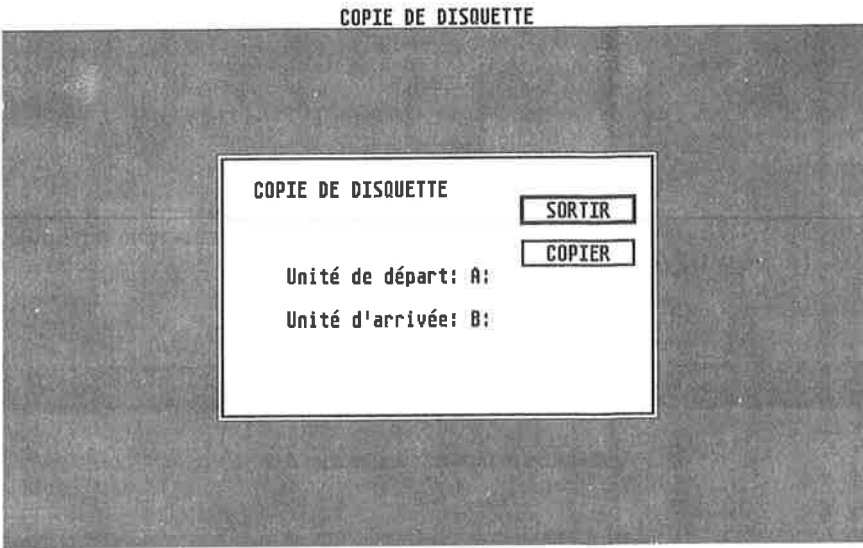 COPIE DE DISQUETTE
COPIE DE DISQUETTE
SORTIR
COPIER
Unité de départ: A:
Unité d'arrivée: B: